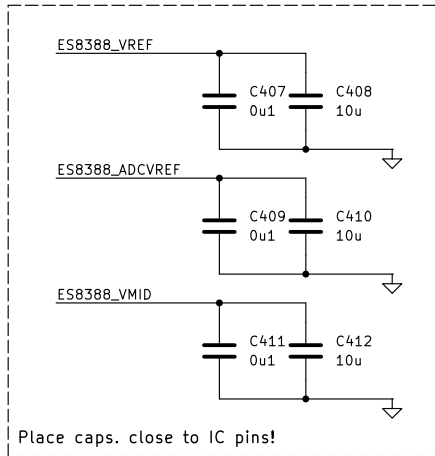 ES8388_VREF
C407 C408
0u1 10u
ES8388_ADCVREF
C409 C410
0u1 10u
ES8388_VMID
C411 C412
0u1 10u
Place caps. close to IC pins!